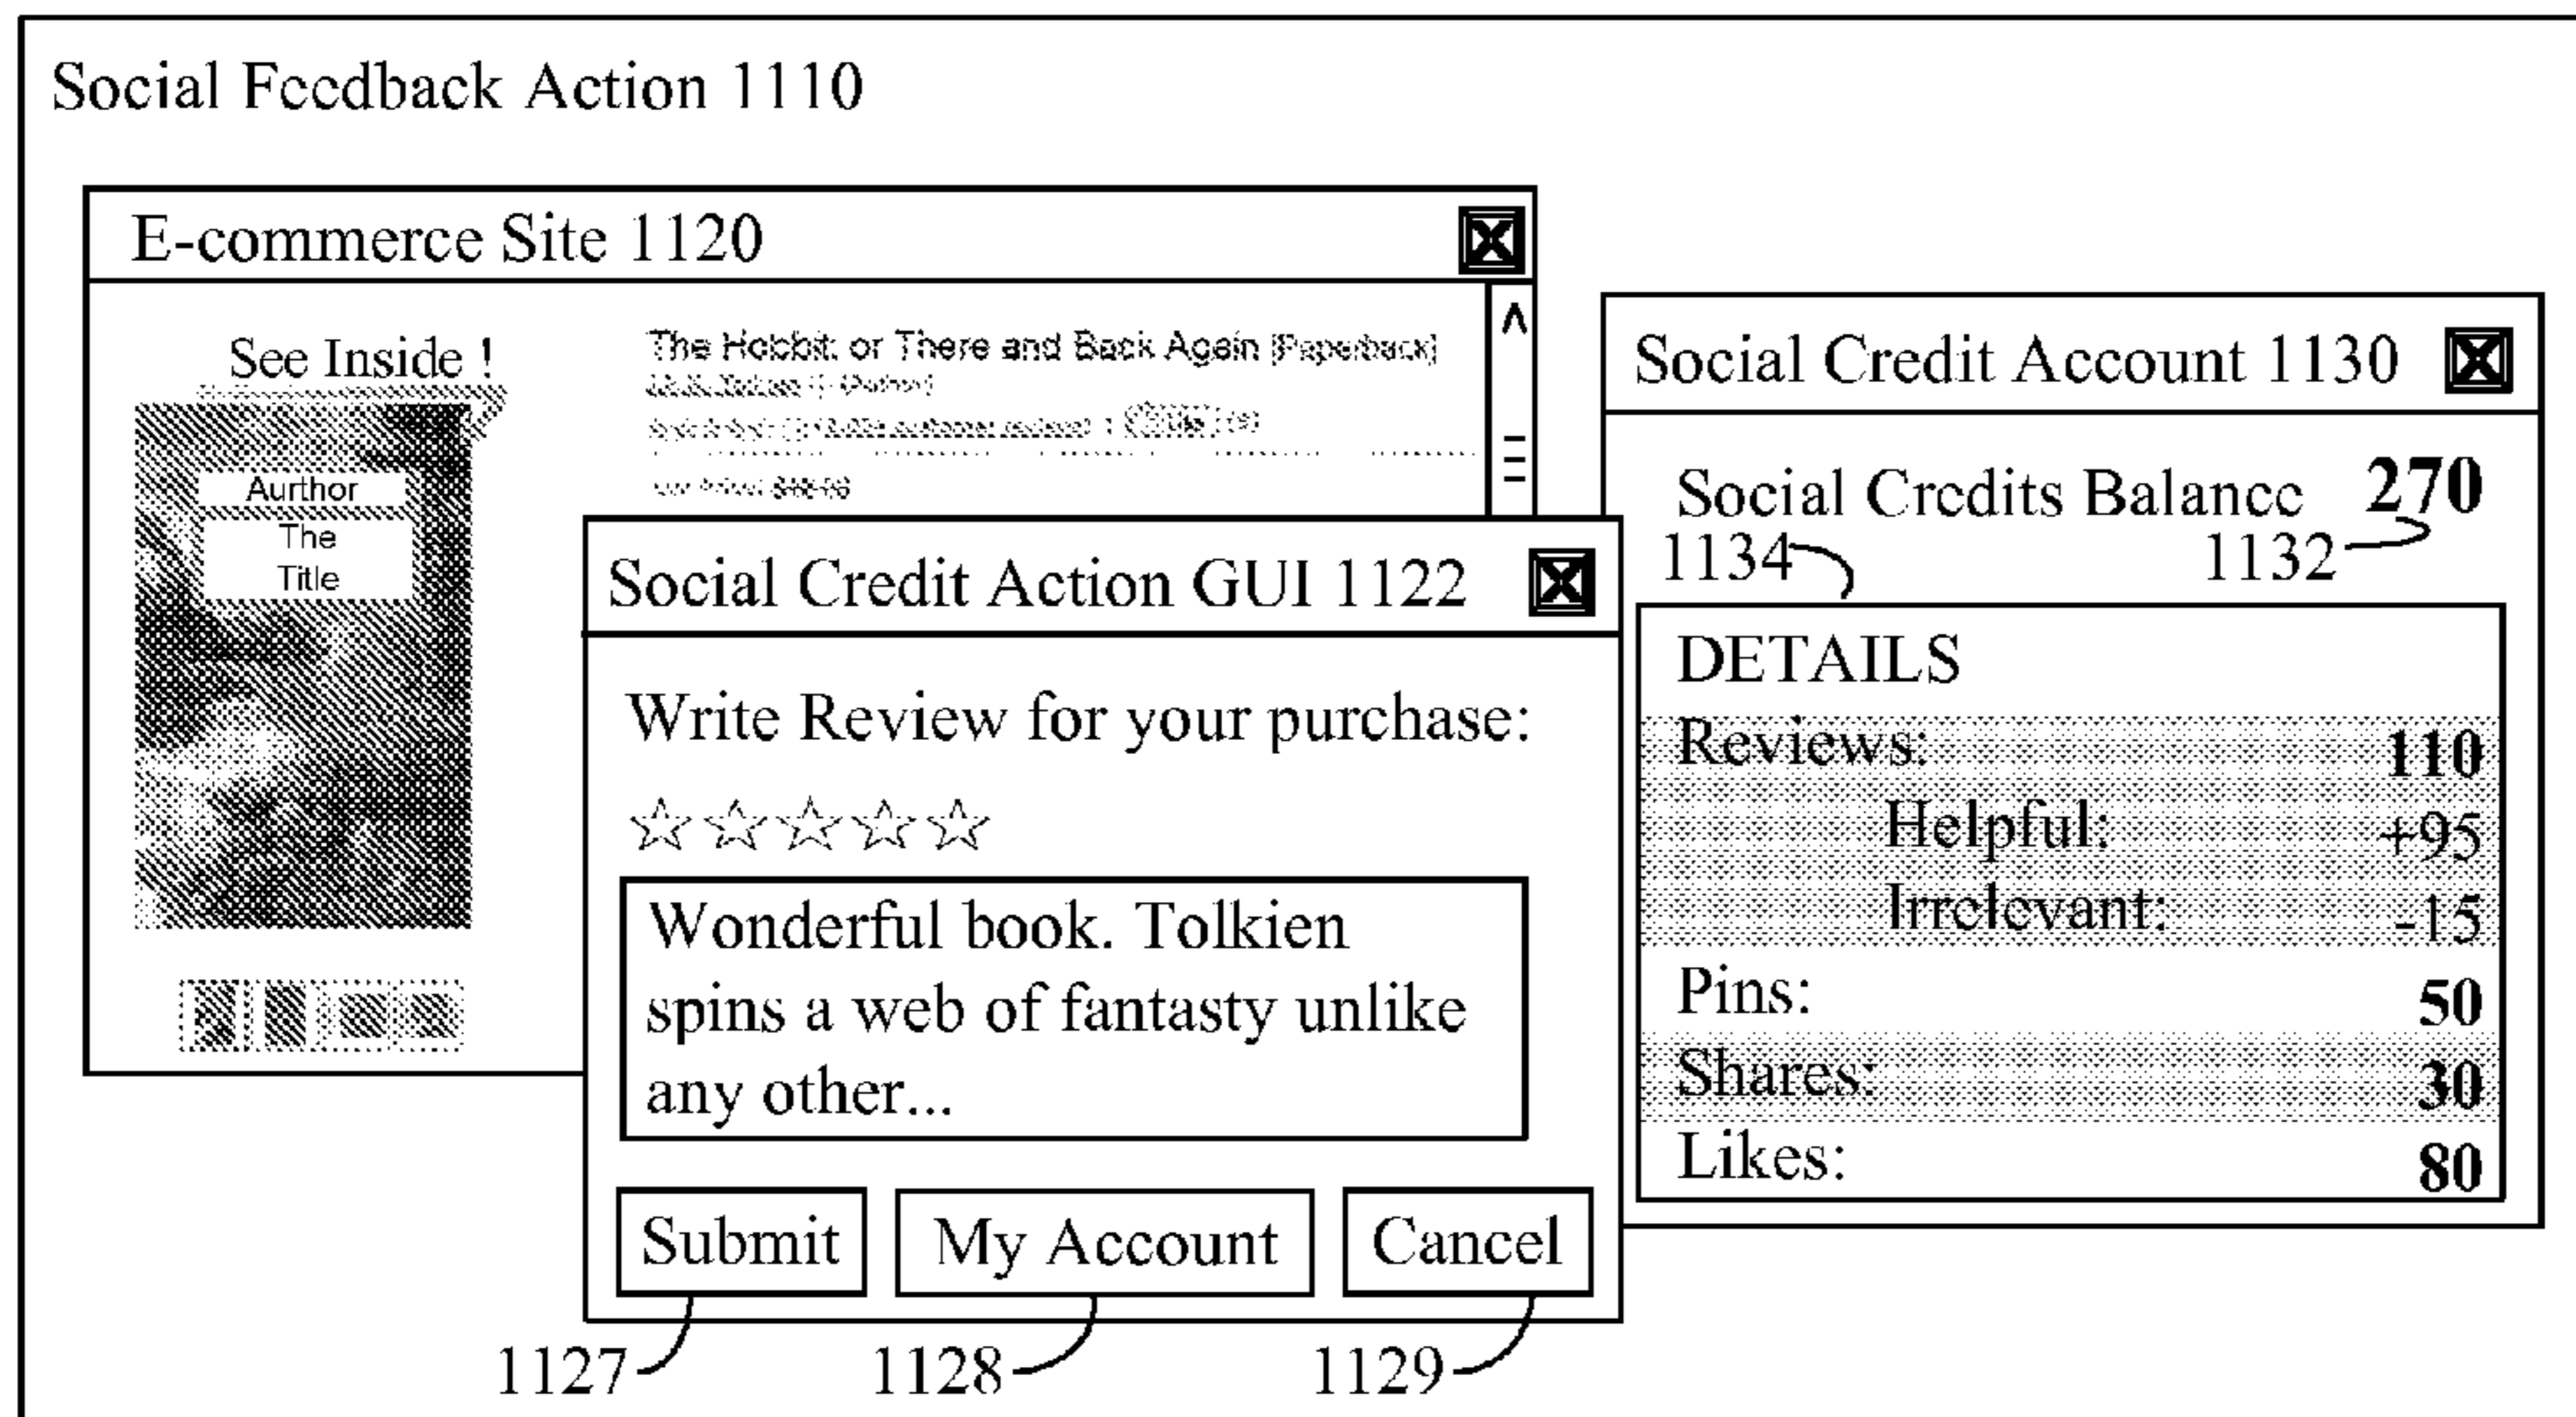 Social Feedback Action 1110
E-commerce Site 1120
See Inside !
The Hobbit: or There and Back Again [Paperback]
Aurthor
The
Title
Social Credit Action GUI 1122
Write Review for your purchase:
Wonderful book. Tolkien
spins a web of fantasty unlike
any other...
Submit
My Account
Cancel
1127
1128
1129
Social Credit Account 1130
Social Credits Balance 270
1134
1132
DETAILS
Reviews: 110
Helpful: +95
Irrelevant: -15
Pins: 50
Shares: 30
Likes: 80